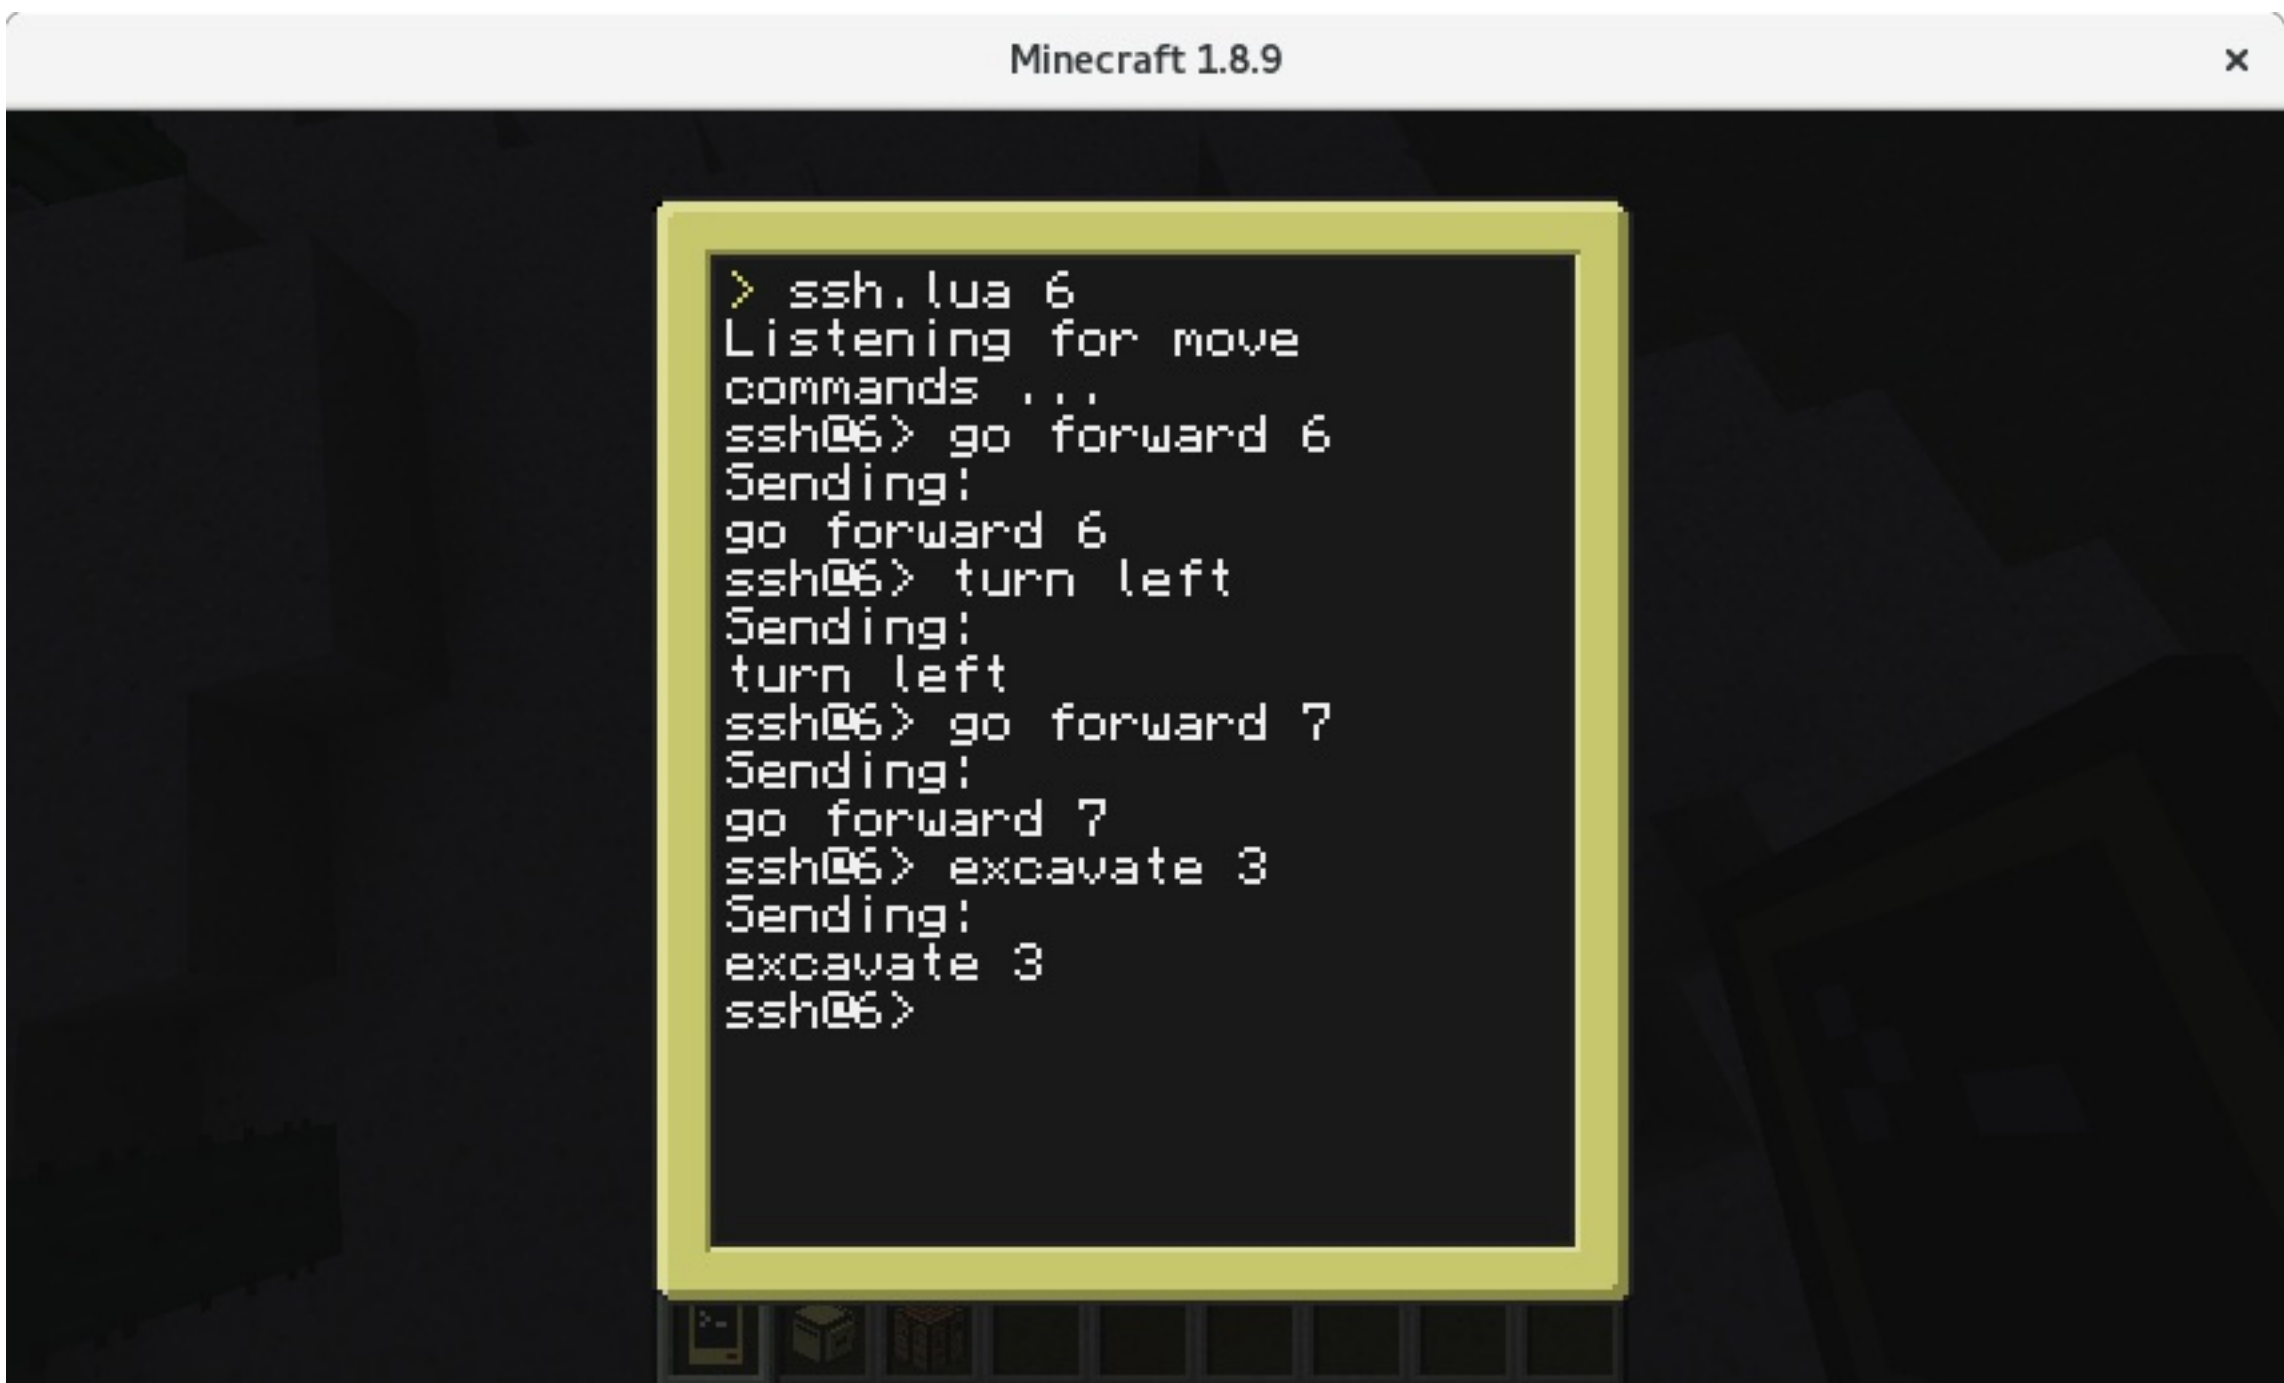 Minecraft 1.8.9
> ssh.lua 6
Listening for move
commands ...
ssh@6> go forward 6
Sending:
go forward 6
ssh@6> turn left
Sending:
turn left
ssh@6> go forward 7
Sending:
go forward 7
ssh@6> excavate 3
Sending:
excavate 3
ssh@6>